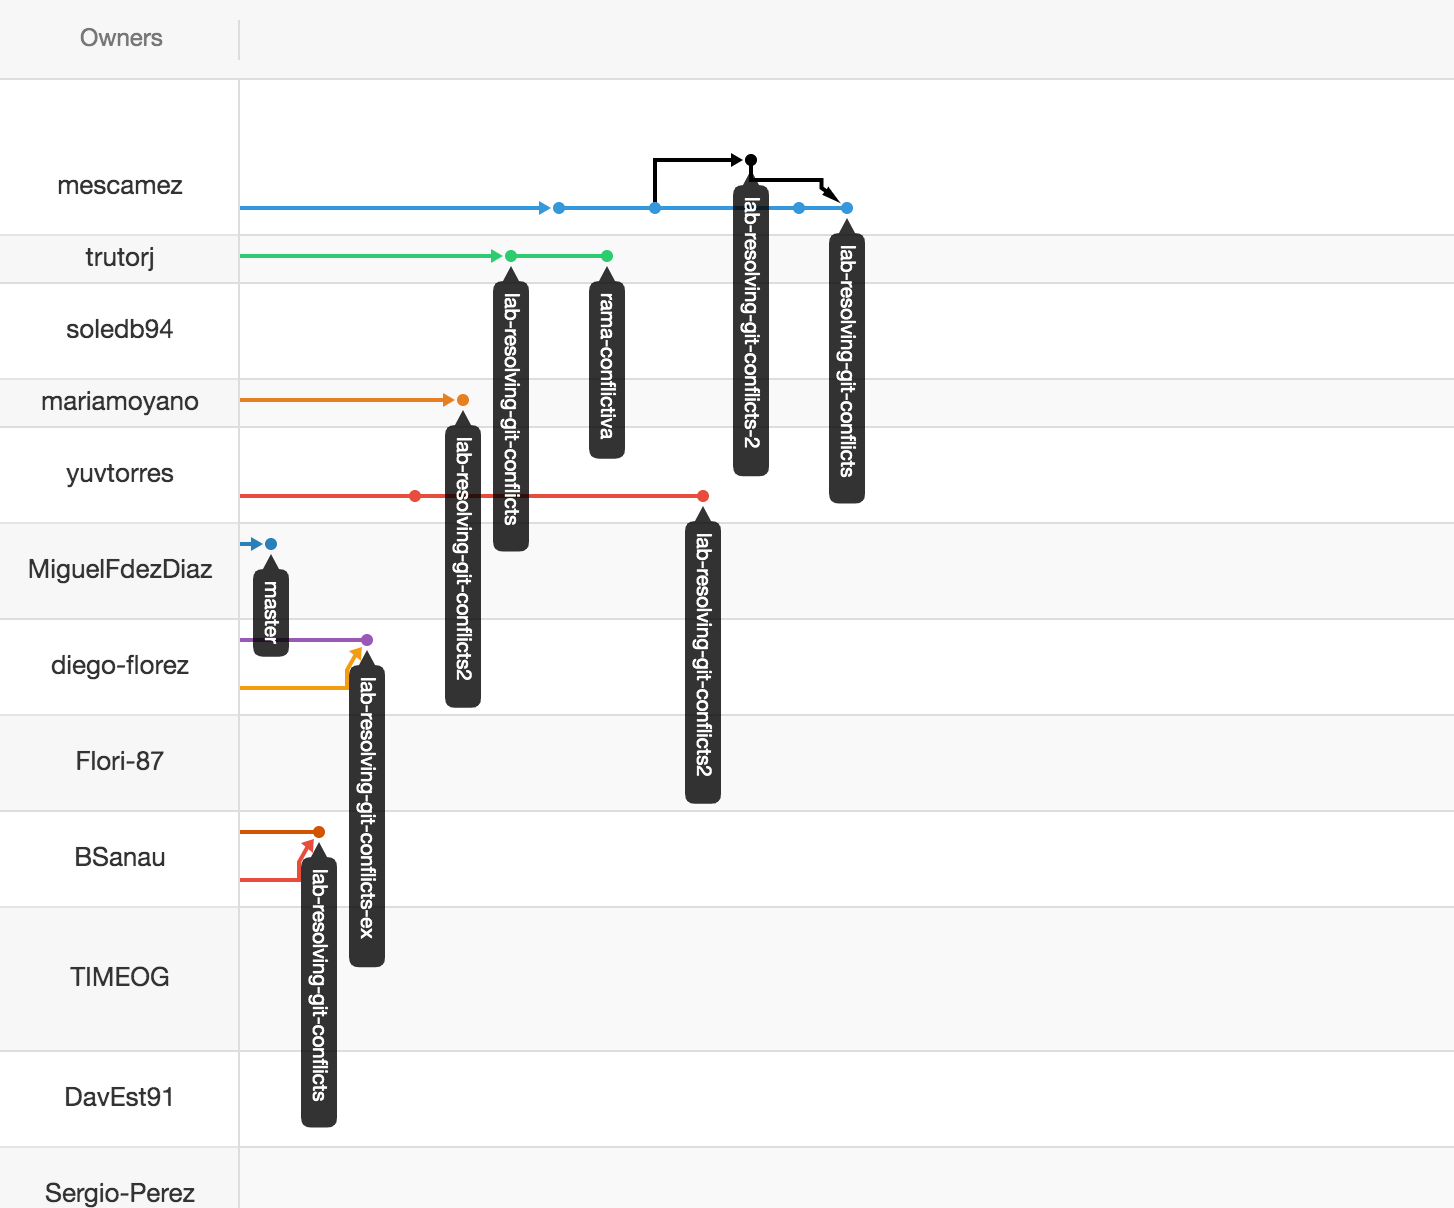 Owners
mescamez
trutorj
soledb94
mariamoyano
yuvtorres
MiguelFdezDiaz
diego-florez
Flori-87
BSanau
TIMEOG
DavEst91
Sergio-Perez
master
lab-resolving-git-conflicts
lab-resolving-git-conflicts-ex
lab-resolving-git-conflicts2
lab-resolving-git-conflicts
rama-conflictiva
lab-resolving-git-conflicts2
lab-resolving-git-conflicts-2
lab-resolving-git-conflicts